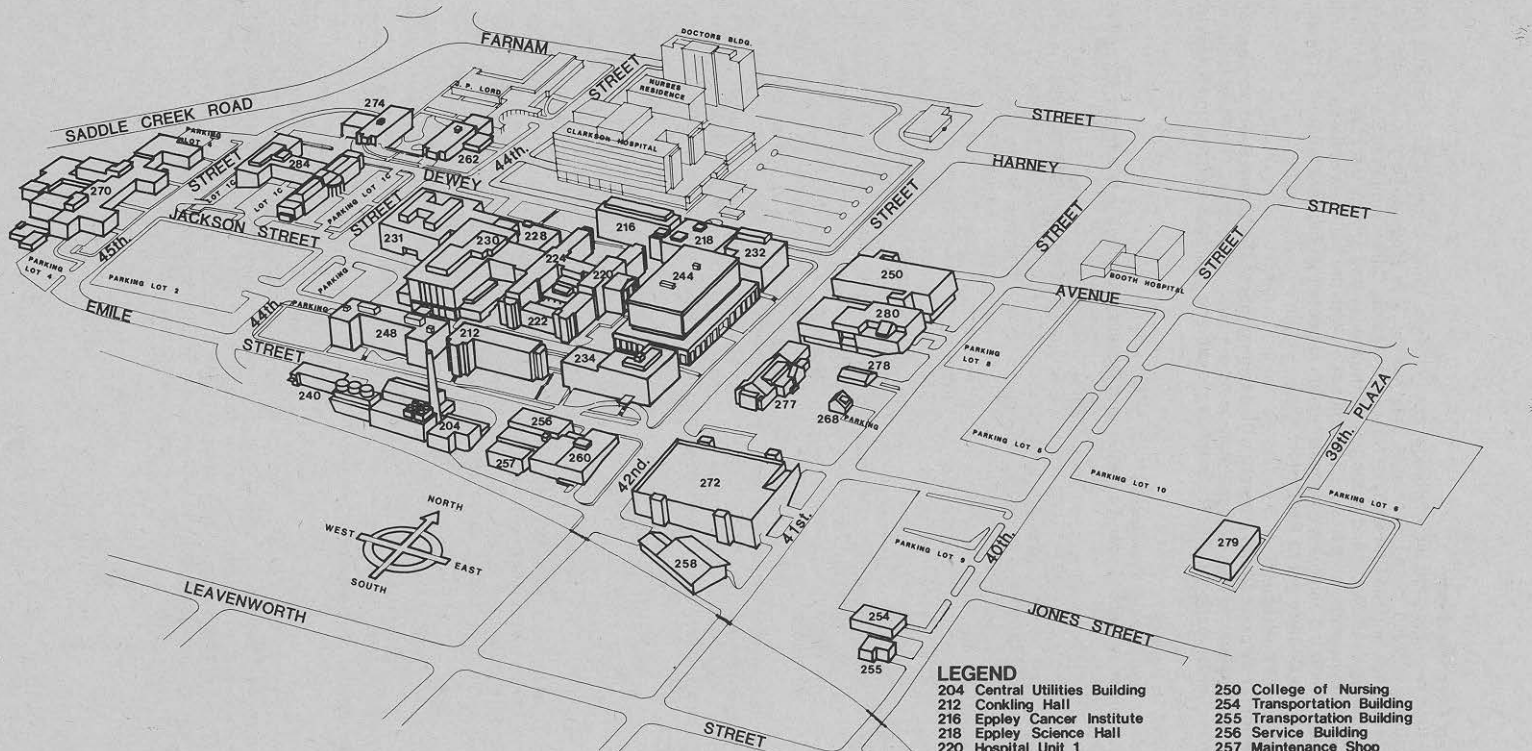 FARNAM
STREET
DOCTORS BLDG.
NURSES
RESIDENCE
STREET
SADDLE CREEK ROAD
274
J. P. LORD
CLARKSON HOSPITAL
262
44th.
HARNEY
PARKING
284
STREET
DEWEY
STREET
STREET
270
LOT 1C
LOT 1C
PARKING LOT 1C
STREET
STREET
STREET
JACKSON STREET
45th.
231
230
228
216
218
232
224
220
244
250
BOOTH HOSPITAL
AVENUE
PARKING
LOT 4
PARKING LOT 2
PARKING
PARKING
EMILE
44th.
222
280
248
212
PARKING
LOT 8
STREET
234
278
240
277
268
PARKING
204
256
257
260
42nd.
272
PARKING LOT 10
39th. PLAZA
PARKING LOT 6
NORTH
WEST
EAST
SOUTH
41st.
PARKING LOT 9
40th.
279
258
LEAVENWORTH
254
JONES STREET
255
STREET
LEGEND
204 Central Utilities Building
212 Conkling Hall
216 Eppley Cancer Institute
218 Eppley Science Hall
220 Hospital Unit 1
250 College of Nursing
254 Transportation Building
255 Transportation Building
256 Service Building
257 Maintenance Shop